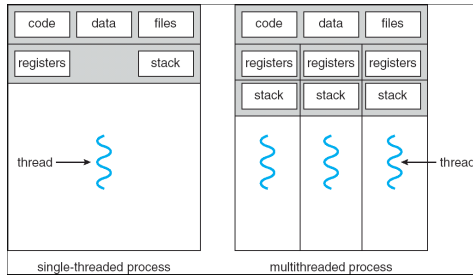 code data files
registers stack
thread
single-threaded process
code data files
registers registers registers
stack stack stack
thread
multithreaded process